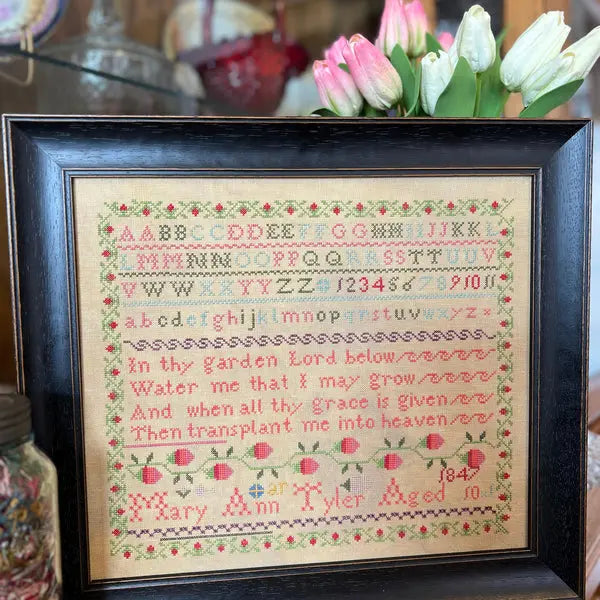 AABBCCDDEEFFGGHHIIJJKKL
LMMNNOOPPQQRRSSTTUUV
VWWXXYYZZ 1234567891011
abcdefghijklmnopqrstuvwxyz
In thy garden Lord below
Water me that I may grow
And when all thy grace is given
Then transplant me into heaven
1847
Mary Ann Tyler Aged 10